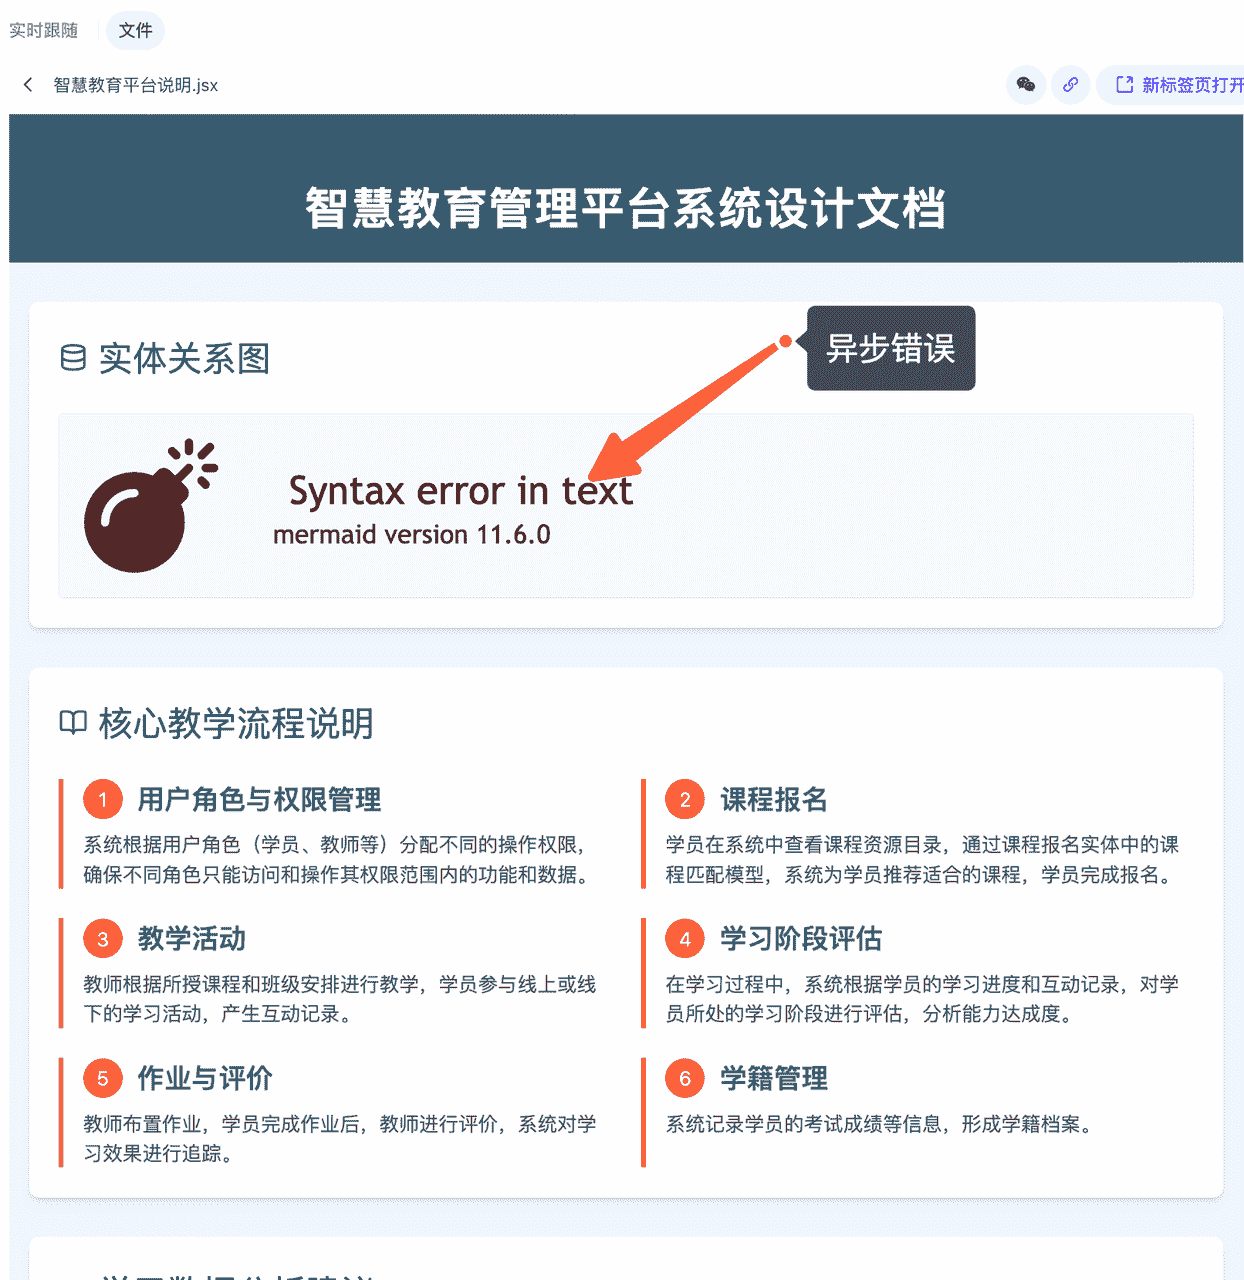 实时跟随
文件
智慧教育平台说明.jsx
新标签页打开
智慧教育管理平台系统设计文档
实体关系图
异步错误
Syntax error in text
mermaid version 11.6.0
核心教学流程说明
1 用户角色与权限管理
系统根据用户角色（学员、教师等）分配不同的操作权限，
确保不同角色只能访问和操作其权限范围内的功能和数据。
2 课程报名
学员在系统中查看课程资源目录，通过课程报名实体中的课
程匹配模型，系统为学员推荐适合的课程，学员完成报名。
3 教学活动
教师根据所授课程和班级安排进行教学，学员参与线上或线
下的学习活动，产生互动记录。
4 学习阶段评估
在学习过程中，系统根据学员的学习进度和互动记录，对学
员所处的学习阶段进行评估，分析能力达成度。
5 作业与评价
教师布置作业，学员完成作业后，教师进行评价，系统对学
习效果进行追踪。
6 学籍管理
系统记录学员的考试成绩等信息，形成学籍档案。